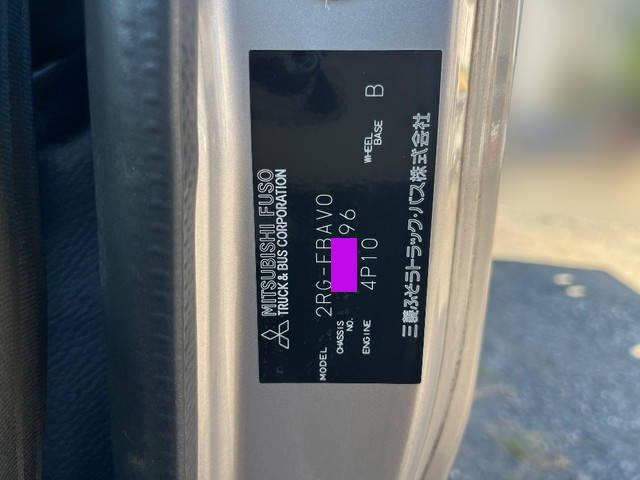 MITSUBISHI FUSO
TRUCK & BUS CORPORATION
MODEL 2RG-FBAV0
CHASSIS NO. 96
ENGINE 4P10 WHEEL BASE B
三菱ふそうトラック・バス株式会社